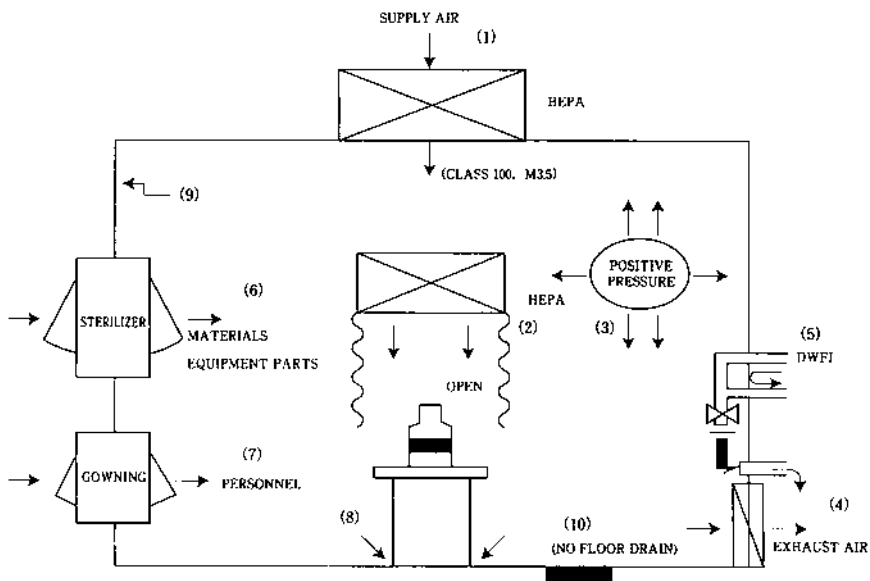 SUPPLY AIR
(1)
HEPA
(CLASS 100, M3.5)
(9)
POSITIVE
PRESSURE
(6)
STERILIZER
MATERIALS
EQUIPMENT PARTS
HEPA
(2)
(3)
(5)
DWFI
OPEN
(7)
GOWNING
PERSONNEL
(8)
(10)
(NO FLOOR DRAIN)
(4)
EXHAUST AIR